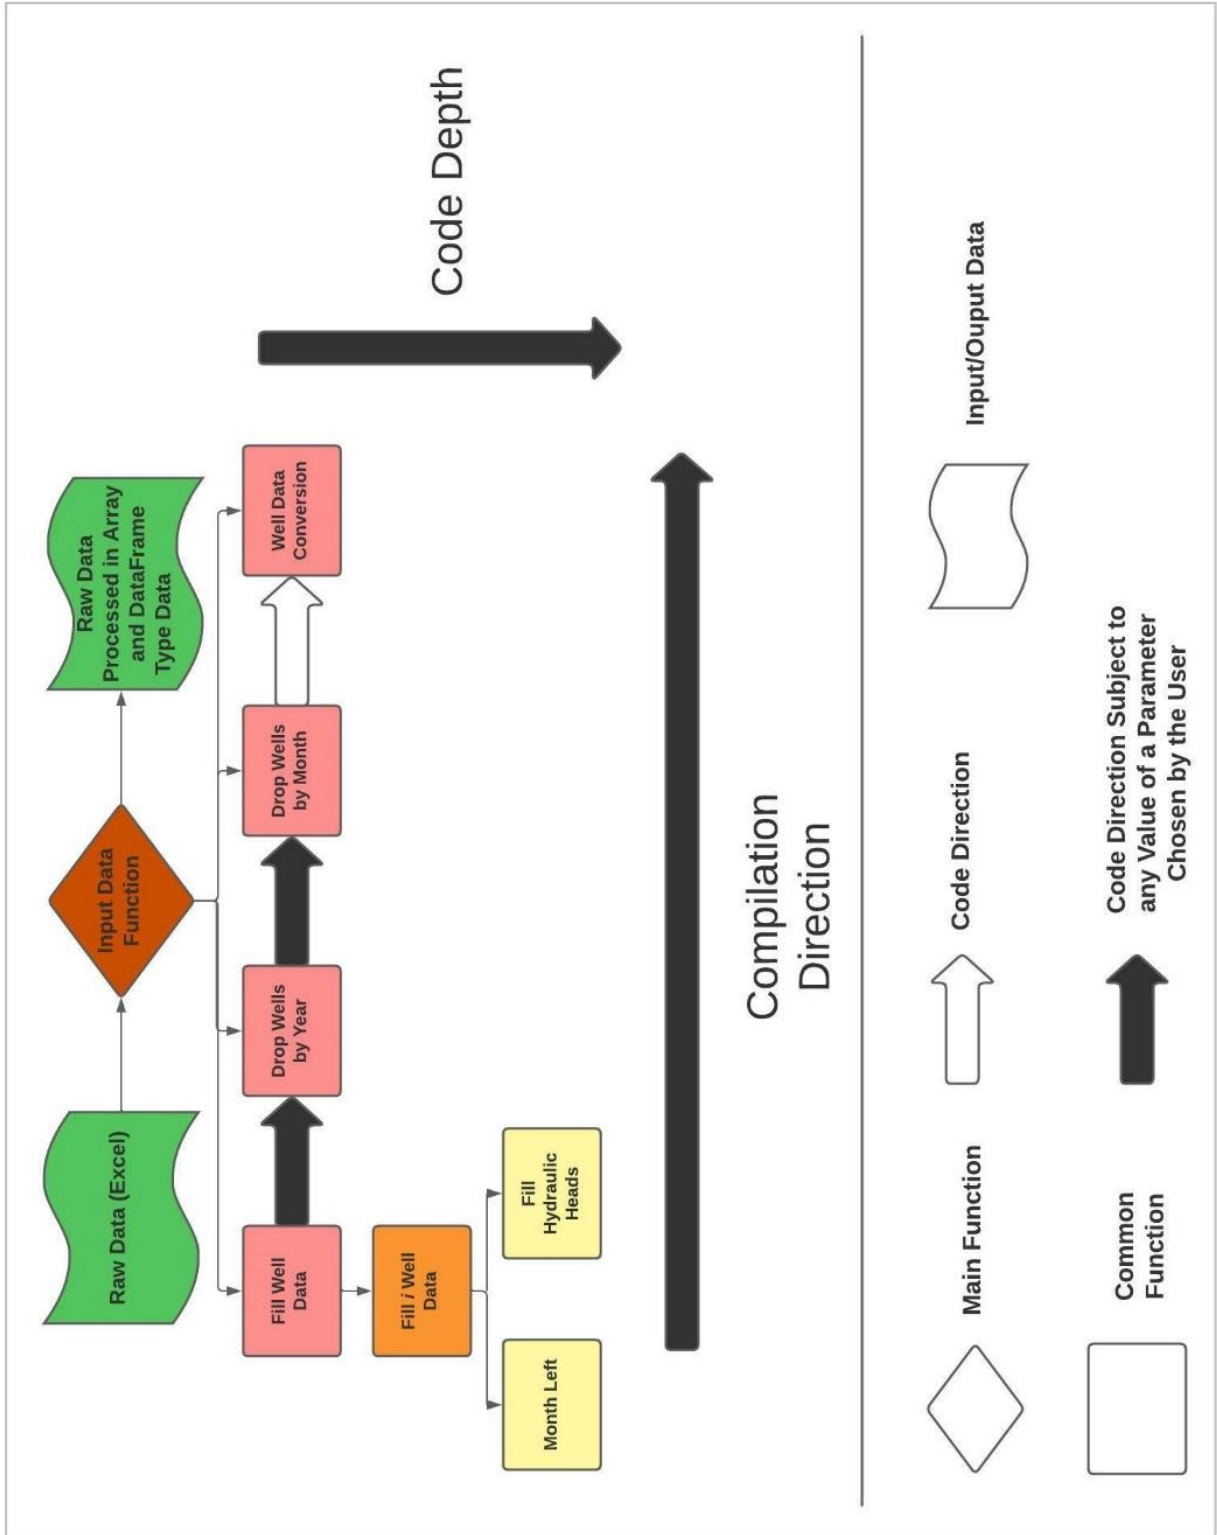 Raw Data (Excel)
Input Data
Function
Raw Data
Processed in Array
and DataFrame
Type Data
Fill Well
Data
Drop Wells
by Year
Drop Wells
by Month
Well Data
Conversion
Fill i Well
Data
Month Left
Fill
Hydraulic
Heads
Code Depth
Compilation
Direction
Main Function
Code Direction
Input/Ouput Data
Common
Function
Code Direction Subject to
any Value of a Parameter
Chosen by the User